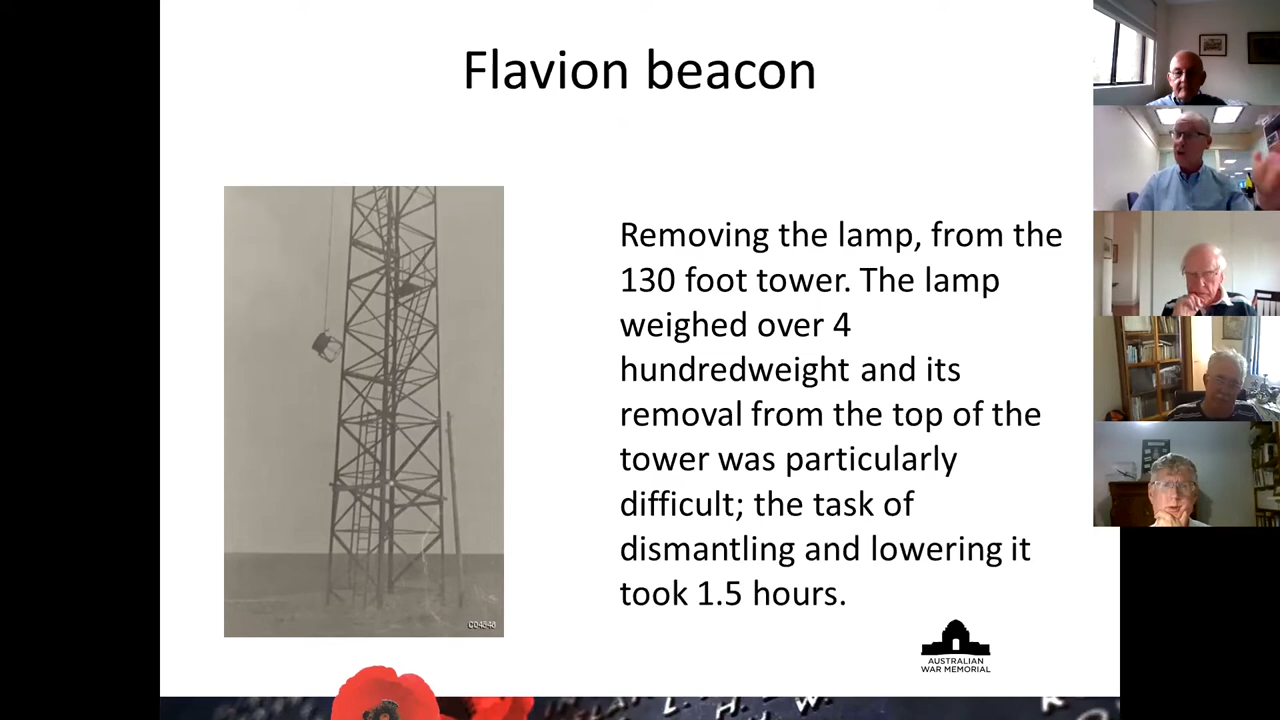 Flavion beacon
Removing the lamp, from the
130 foot tower. The lamp
weighed over 4
hundredweight and its
removal from the top of the
tower was particularly
difficult; the task of
dismantling and lowering it
took 1.5 hours.
C04846
AUSTRALIAN
WAR MEMORIAL
L. H. W.